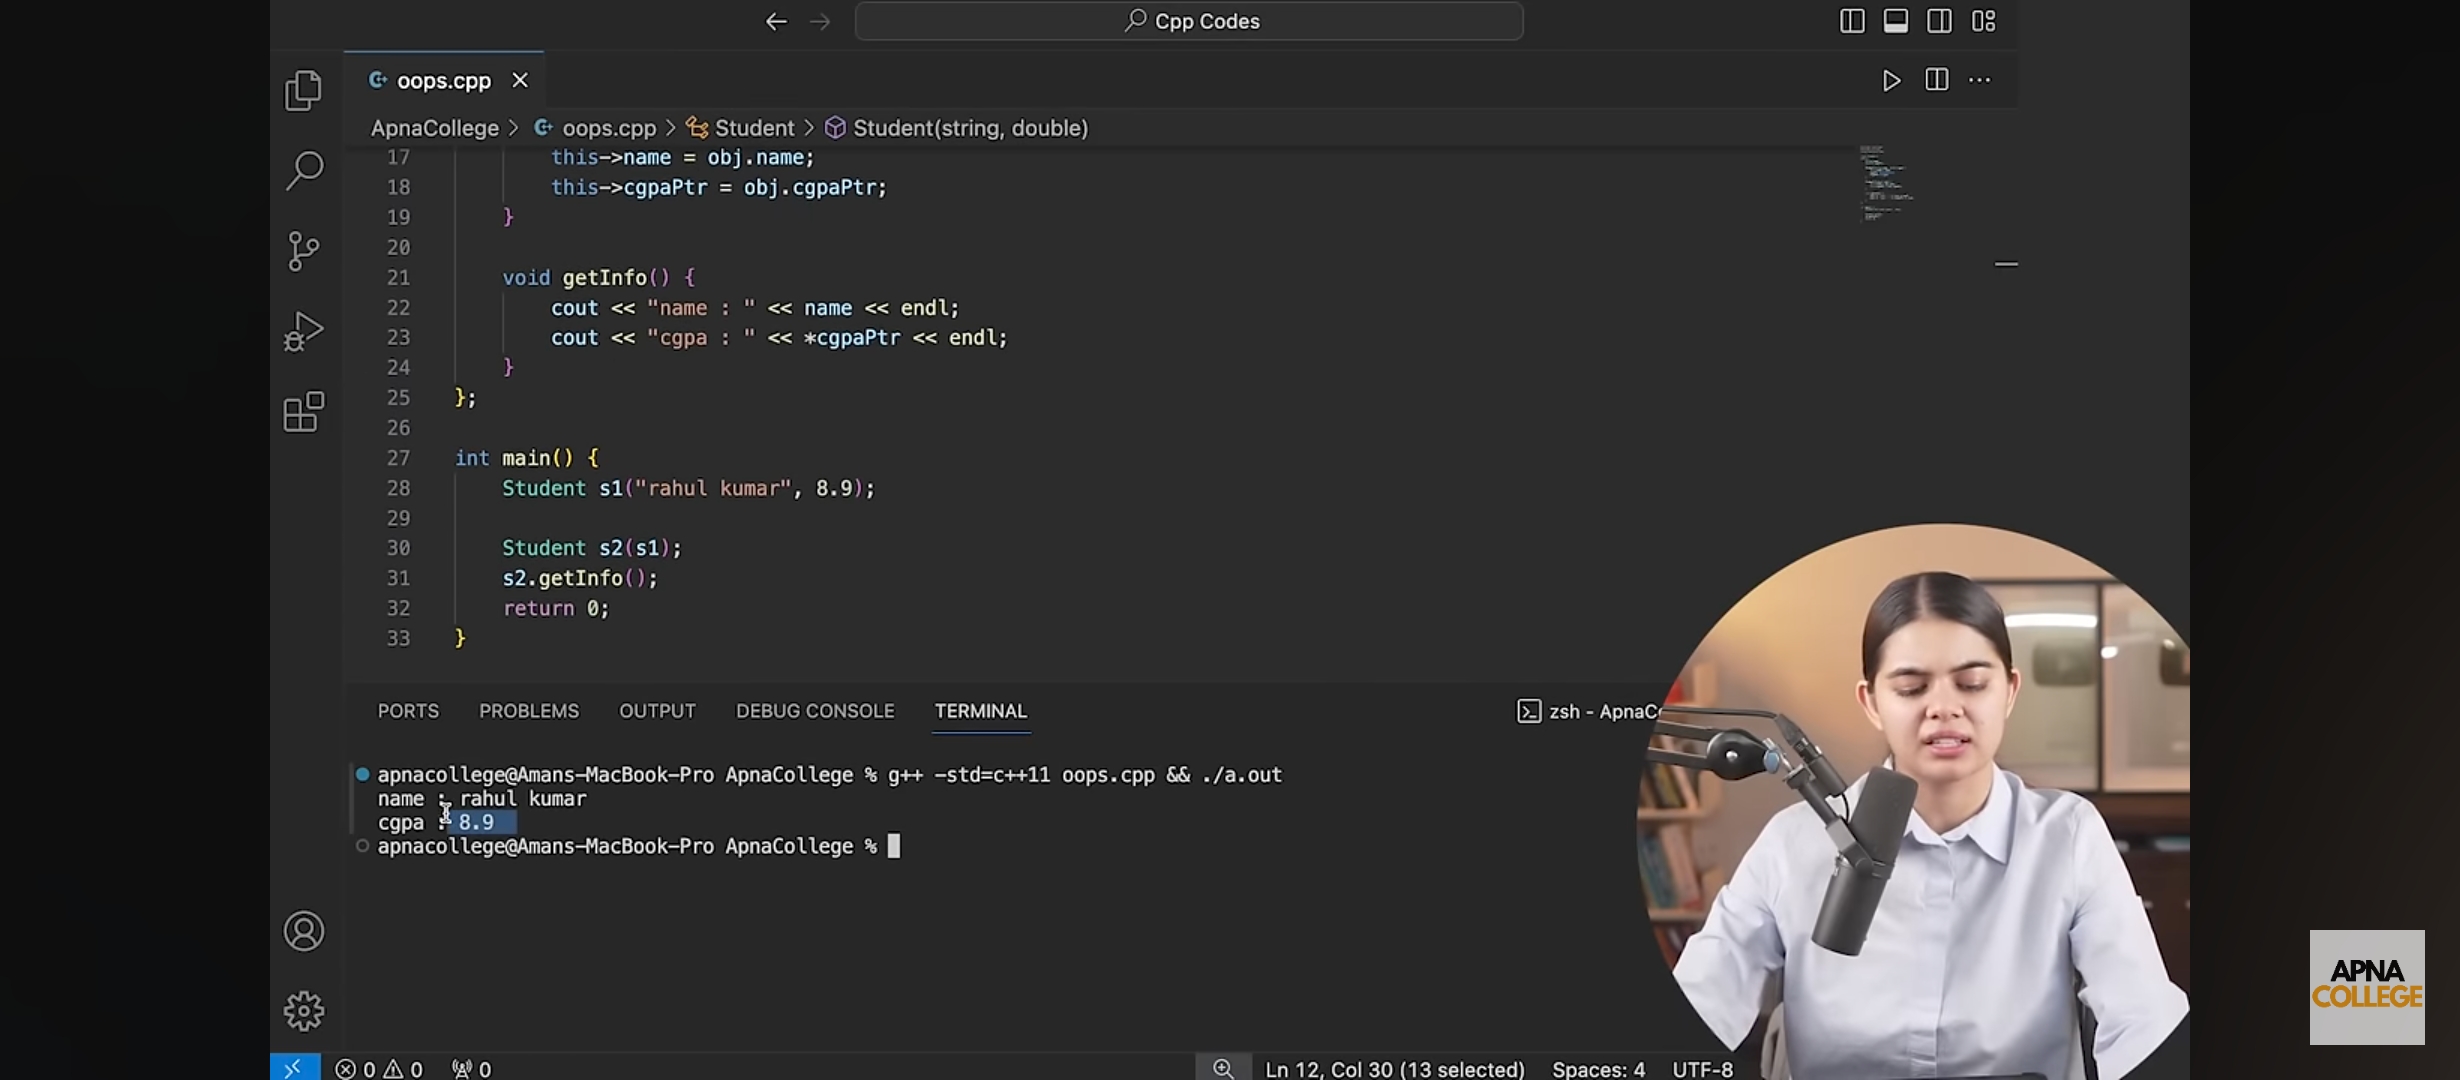 Cpp Codes
oops.cpp
ApnaCollege > oops.cpp > Student > Student(string, double)
17 this->name = obj.name;
18 this->cgpaPtr = obj.cgpaPtr;
19 }
20
21 void getInfo() {
22 cout << "name : " << name << endl;
23 cout << "cgpa : " << *cgpaPtr << endl;
24 }
25 };
26
27 int main() {
28 Student s1("rahul kumar", 8.9);
29
30 Student s2(s1);
31 s2.getInfo();
32 return 0;
33 }
PORTS PROBLEMS OUTPUT DEBUG CONSOLE TERMINAL
zsh - ApnaC
apnacollege@Amans-MacBook-Pro ApnaCollege % g++ -std=c++11 oops.cpp && ./a.out
name : rahul kumar
cgpa : 8.9
apnacollege@Amans-MacBook-Pro ApnaCollege %
0 0 0
Ln 12, Col 30 (13 selected) Spaces: 4 UTF-8
APNA
COLLEGE